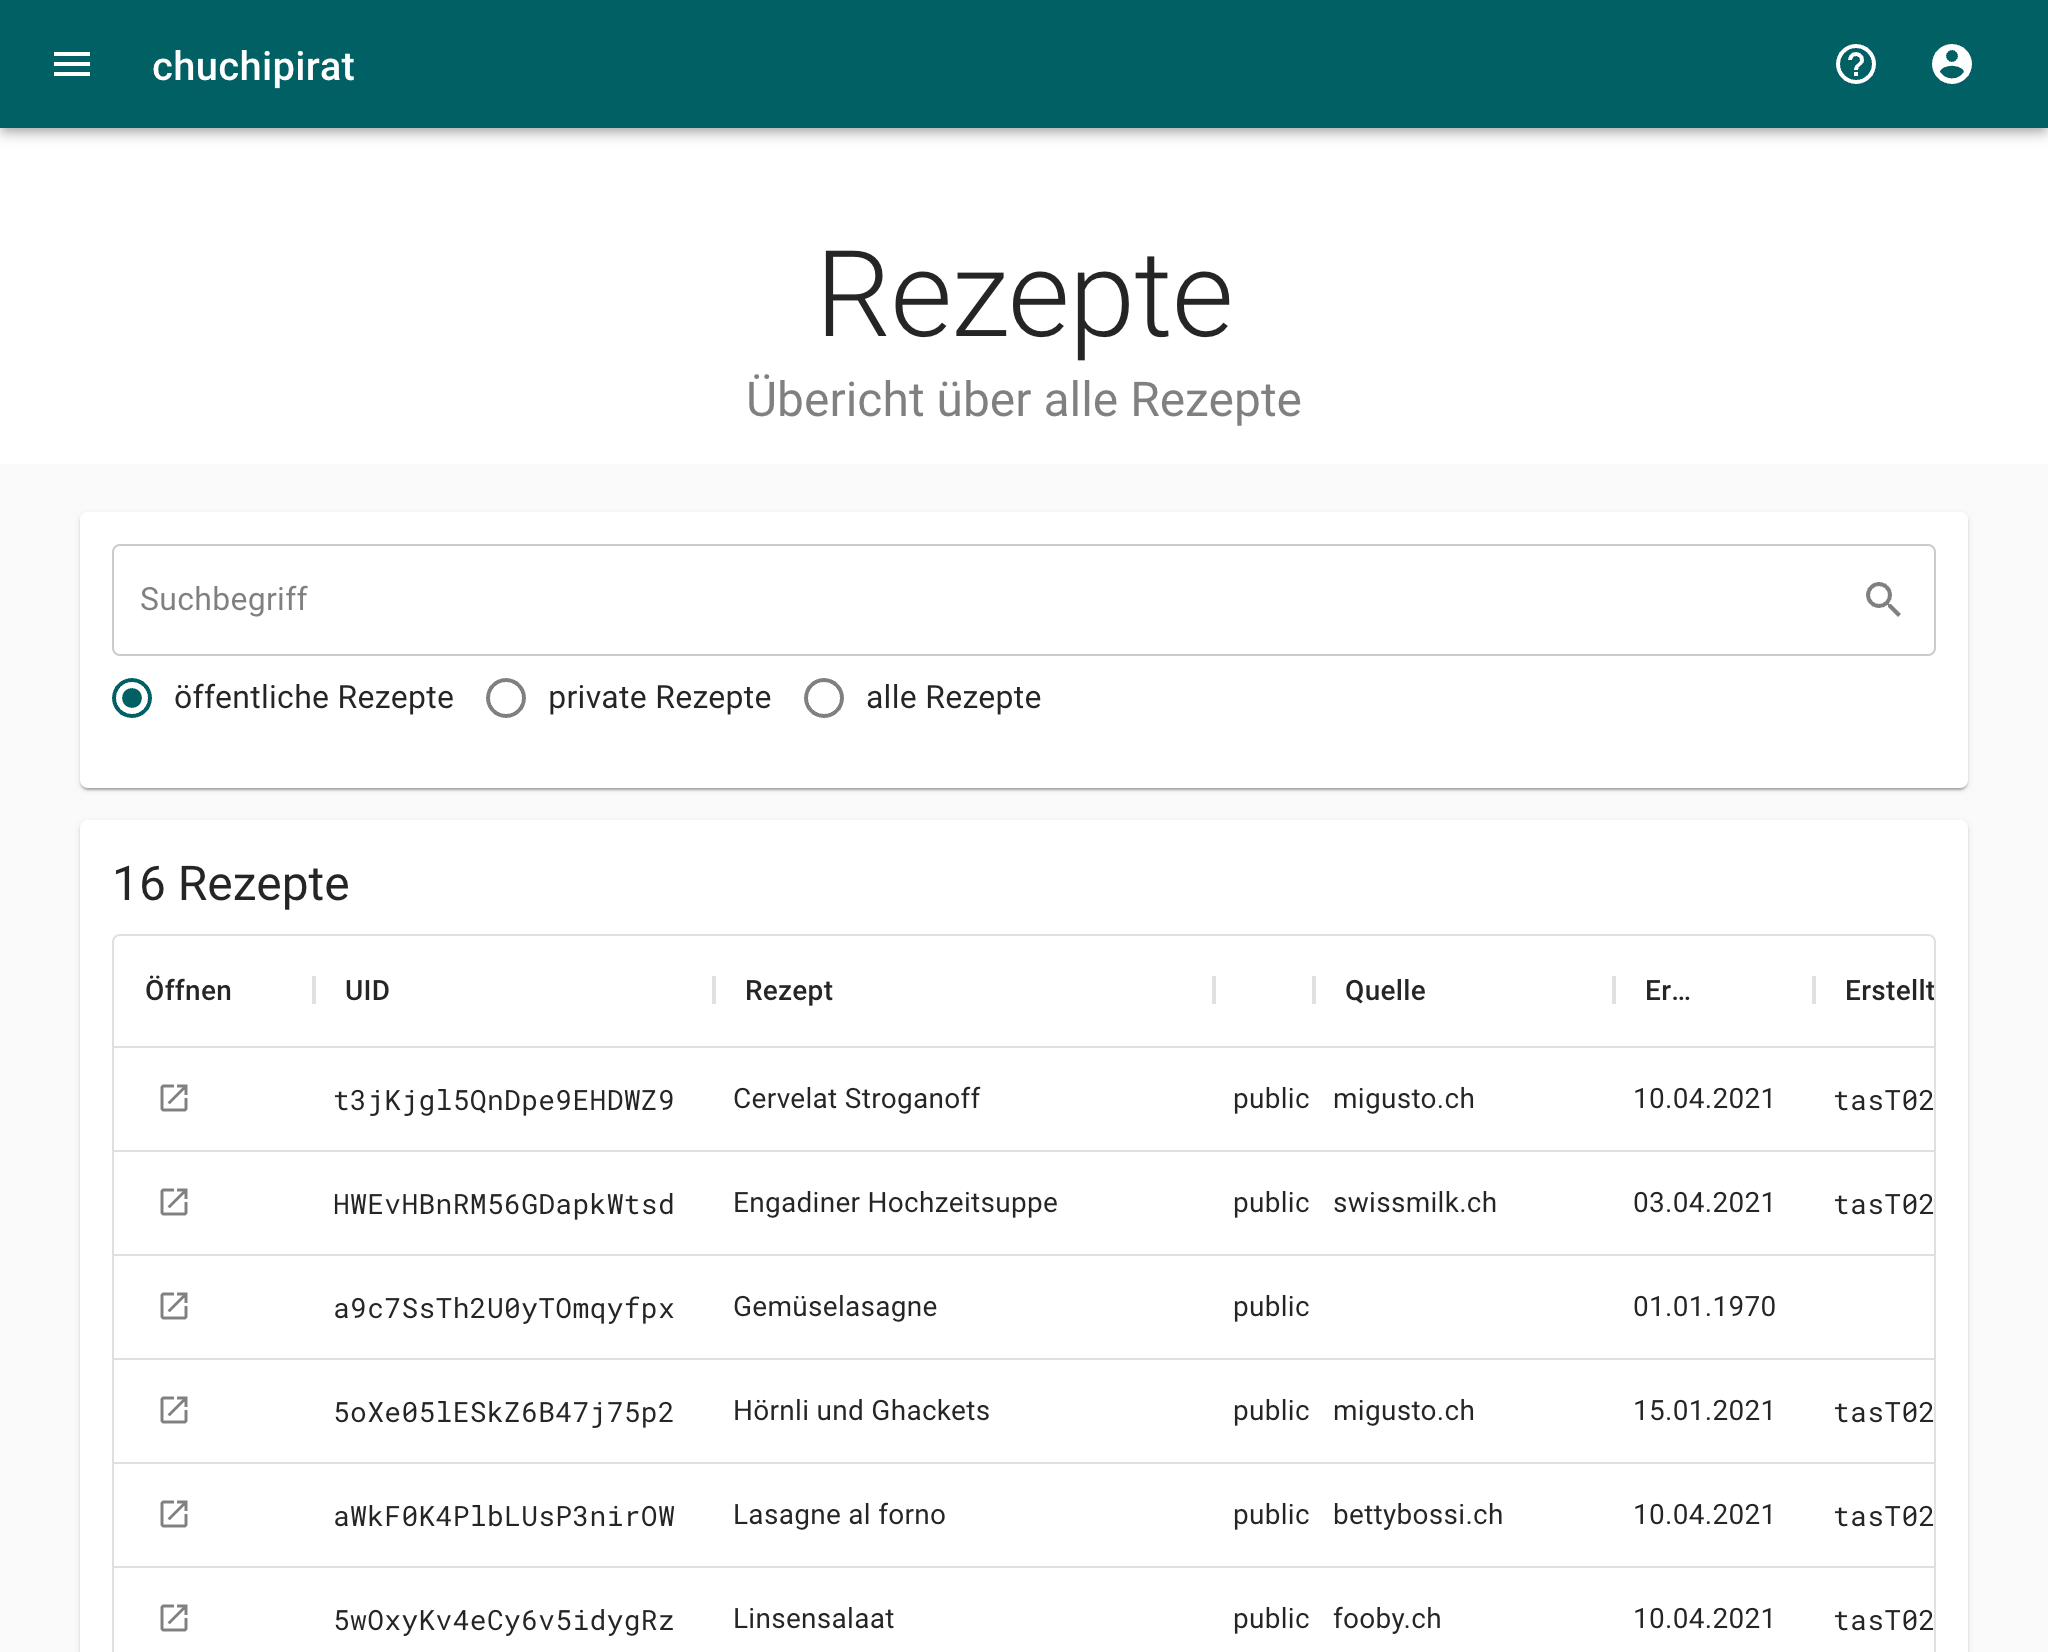 chuchipirat
Rezepte
Übericht über alle Rezepte
Suchbegriff
öffentliche Rezepte private Rezepte alle Rezepte
16 Rezepte
Öffnen UID Rezept Quelle Er... Erstellt
t3jKjgl5QnDpe9EHDWZ9 Cervelat Stroganoff public migusto.ch 10.04.2021 tasT02
HWEvHBnRM56GDapkWtsd Engadiner Hochzeitsuppe public swissmilk.ch 03.04.2021 tasT02
a9c7SsTh2U0yTOmqyfpx Gemüselasagne public 01.01.1970
5oXe05lESkZ6B47j75p2 Hörnli und Ghackets public migusto.ch 15.01.2021 tasT02
aWkF0K4PlbLUsP3nirOW Lasagne al forno public bettybossi.ch 10.04.2021 tasT02
5wOxyKv4eCy6v5idygRz Linsensalaat public fooby.ch 10.04.2021 tasT02